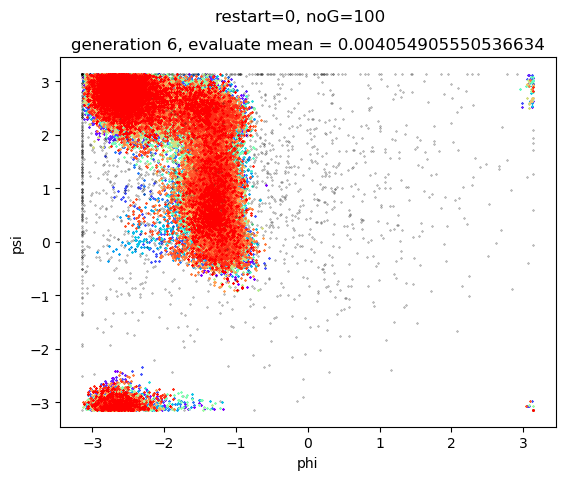 restart=0, noG=100
generation 6, evaluate mean = 0.004054905550536634
3
2
1
0
−1
−2
−3
psi
−3 −2 −1 0 1 2 3
phi